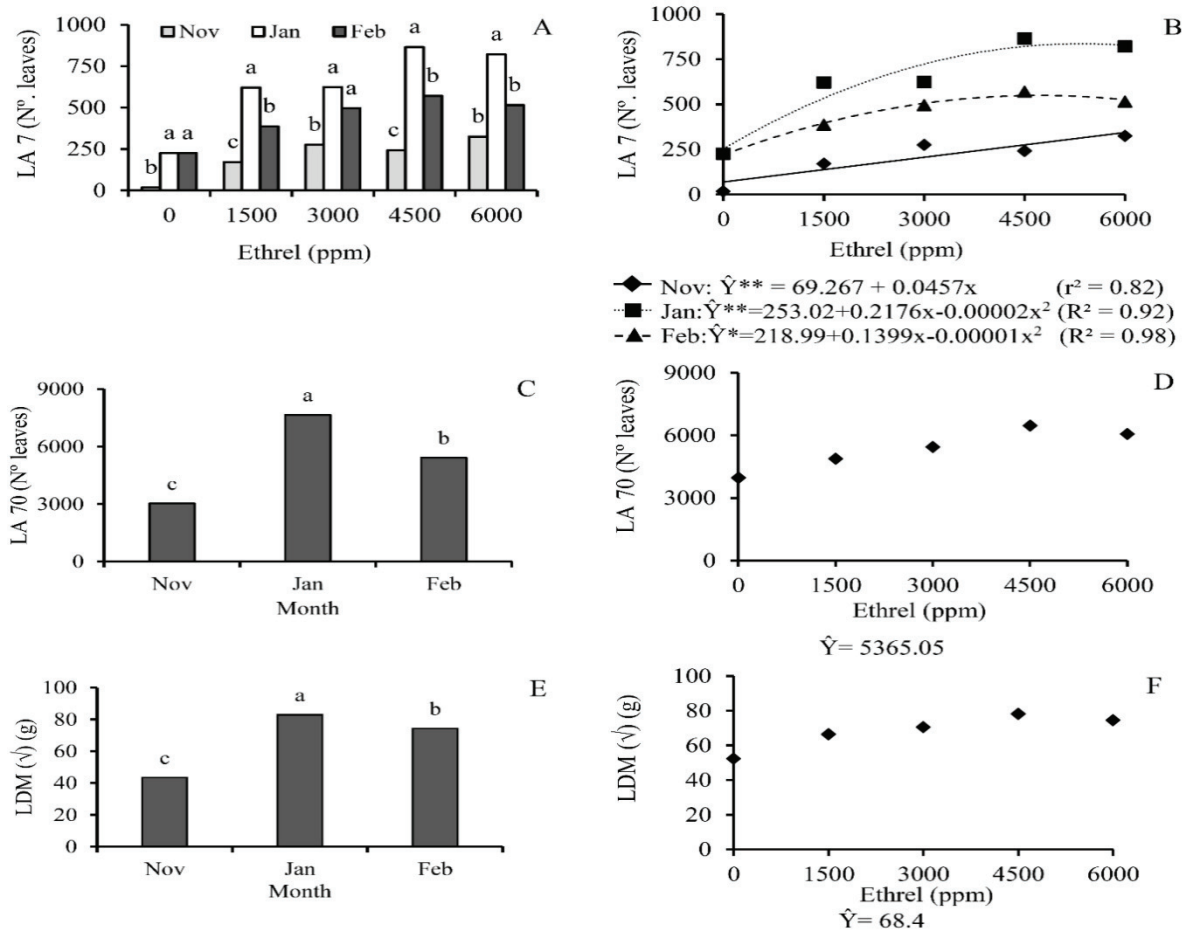 A
Nov Jan Feb
LA 7 (Nº. leaves)
1000
750
500
250
0
b a a
c a b
b a a
c a b
b a b
0 1500 3000 4500 6000
Ethrel (ppm)
B
LA 7 (Nº. leaves)
1000
750
500
250
0
0 1500 3000 4500 6000
Ethrel (ppm)
Nov: Ŷ** = 69.267 + 0.0457x (r² = 0.82)
Jan:Ŷ**=253.02+0.2176x-0.00002x² (R² = 0.92)
Feb:Ŷ*=218.99+0.1399x-0.00001x² (R² = 0.98)
C
LA 70 (Nº leaves)
9000
6000
3000
0
c a b
Nov Jan Feb
Month
D
LA 70 (Nº leaves)
9000
6000
3000
0
0 1500 3000 4500 6000
Ethrel (ppm)
Ŷ= 5365.05
E
LDM (√) (g)
100
80
60
40
20
0
c a b
Nov Jan Feb
Month
F
LDM (√) (g)
100
80
60
40
20
0
0 1500 3000 4500 6000
Ethrel (ppm)
Ŷ= 68.4